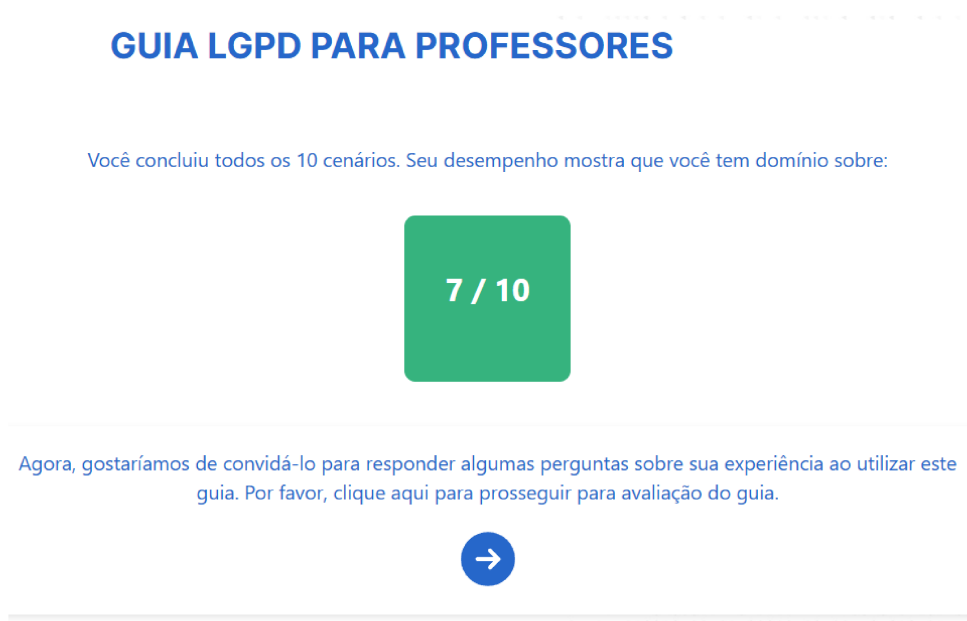 GUIA LGPD PARA PROFESSORES
Você concluiu todos os 10 cenários. Seu desempenho mostra que você tem domínio sobre:
7 / 10
Agora, gostaríamos de convidá-lo para responder algumas perguntas sobre sua experiência ao utilizar este
guia. Por favor, clique aqui para prosseguir para avaliação do guia.